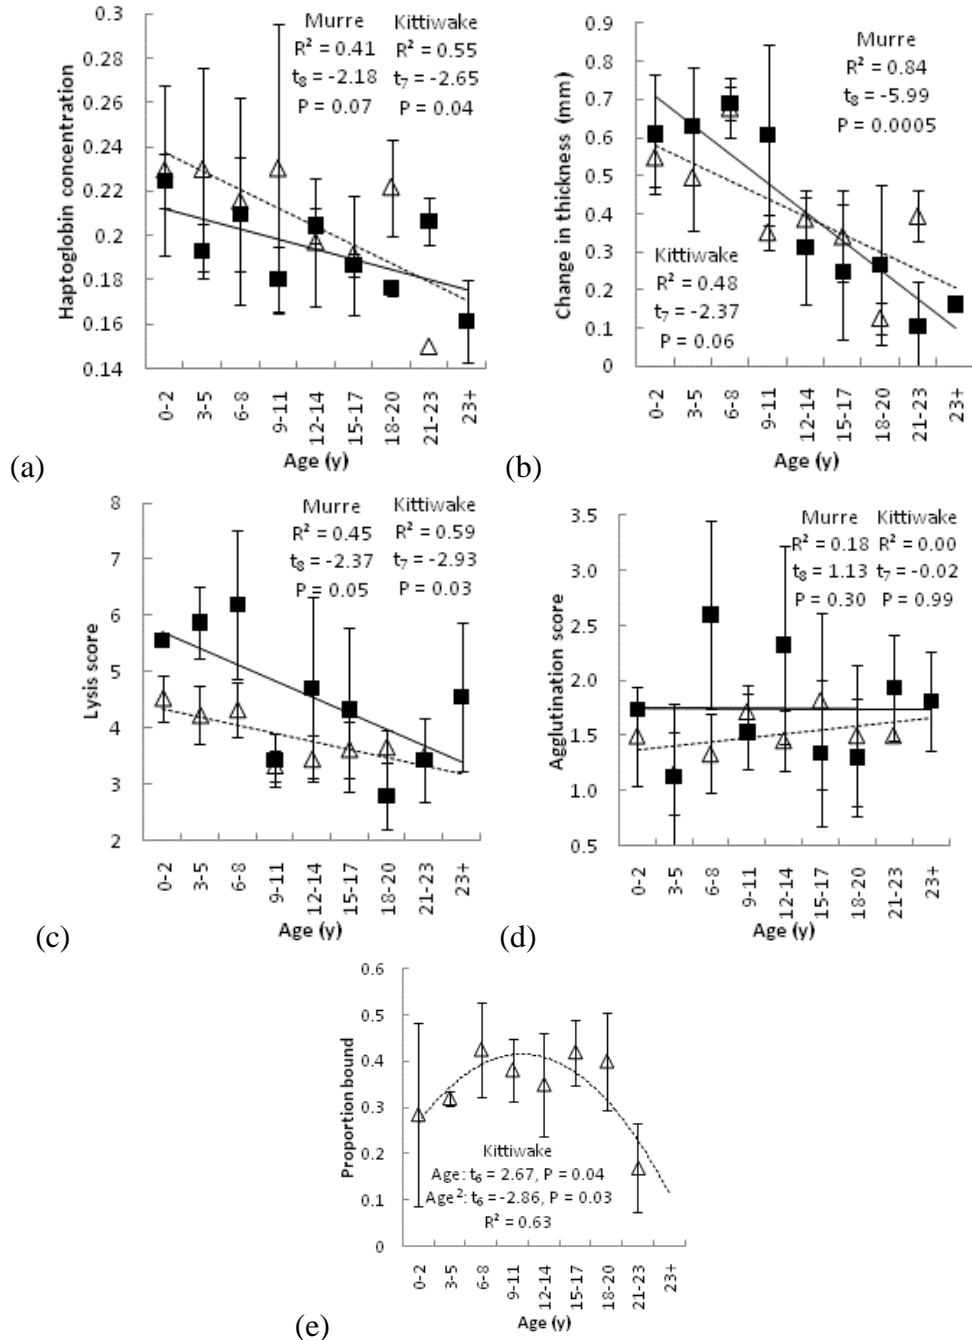 0.3
0.28
0.26
0.24
0.22
0.2
0.18
0.16
0.14
Haptoglobin concentration
Murre Kittiwake
R² = 0.41 R² = 0.55
t₈ = -2.18 t₇ = -2.65
P = 0.07 P = 0.04
0-2 3-5 6-8 9-11 12-14 15-17 18-20 21-23 23+
Age (y)
(a)
0.9
0.8
0.7
0.6
0.5
0.4
0.3
0.2
0.1
0
Change in thickness (mm)
Murre
R² = 0.84
t₈ = -5.99
P = 0.0005
Kittiwake
R² = 0.48
t₇ = -2.37
P = 0.06
0-2 3-5 6-8 9-11 12-14 15-17 18-20 21-23 23+
Age (y)
(b)
8
7
6
5
4
3
2
Lysis score
Murre Kittiwake
R² = 0.45 R² = 0.59
t₈ = -2.37 t₇ = -2.93
P = 0.05 P = 0.03
0-2 3-5 6-8 9-11 12-14 15-17 18-20 21-23 23+
Age (y)
(c)
3.5
3.0
2.5
2.0
1.5
1.0
0.5
Agglutination score
Murre Kittiwake
R² = 0.18 R² = 0.00
t₈ = 1.13 t₇ = -0.02
P = 0.30 P = 0.99
0-2 3-5 6-8 9-11 12-14 15-17 18-20 21-23 23+
Age (y)
(d)
0.6
0.5
0.4
0.3
0.2
0.1
0
Proportion bound
Kittiwake
Age: t₆ = 2.67, P = 0.04
Age²: t₆ = -2.86, P = 0.03
R² = 0.63
0-2 3-5 6-8 9-11 12-14 15-17 18-20 21-23 23+
Age (y)
(e)